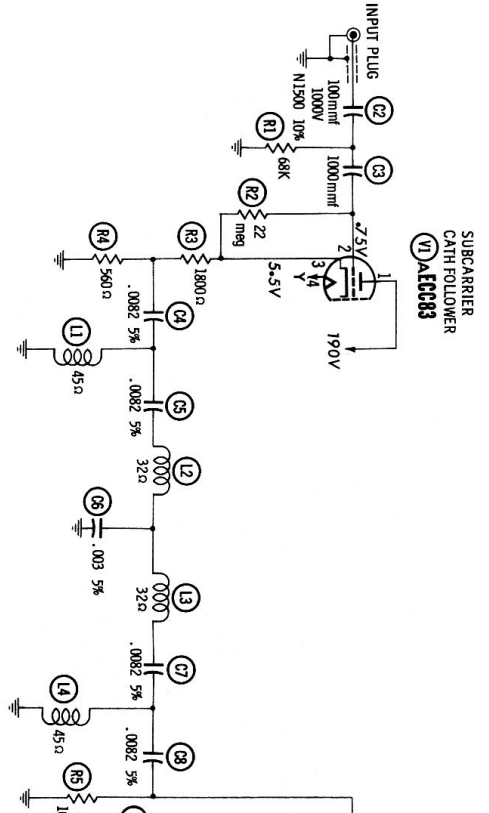 SUBCARRIER
CATH FOLLOWER
V1A ECC83
INPUT PLUG
C2
100mmf
1000V
N1500 10%
R1
68K
C3
1000mmf
R2
22
meg
.75V
2
3
1
4
Y
5.5V
190V
R3
1800Ω
R4
560Ω
C4
.0082 5%
L1
45Ω
C5
.0082 5%
L2
32Ω
C6
.003 5%
L3
32Ω
C7
.0082 5%
L4
45Ω
C8
.0082 5%
R5